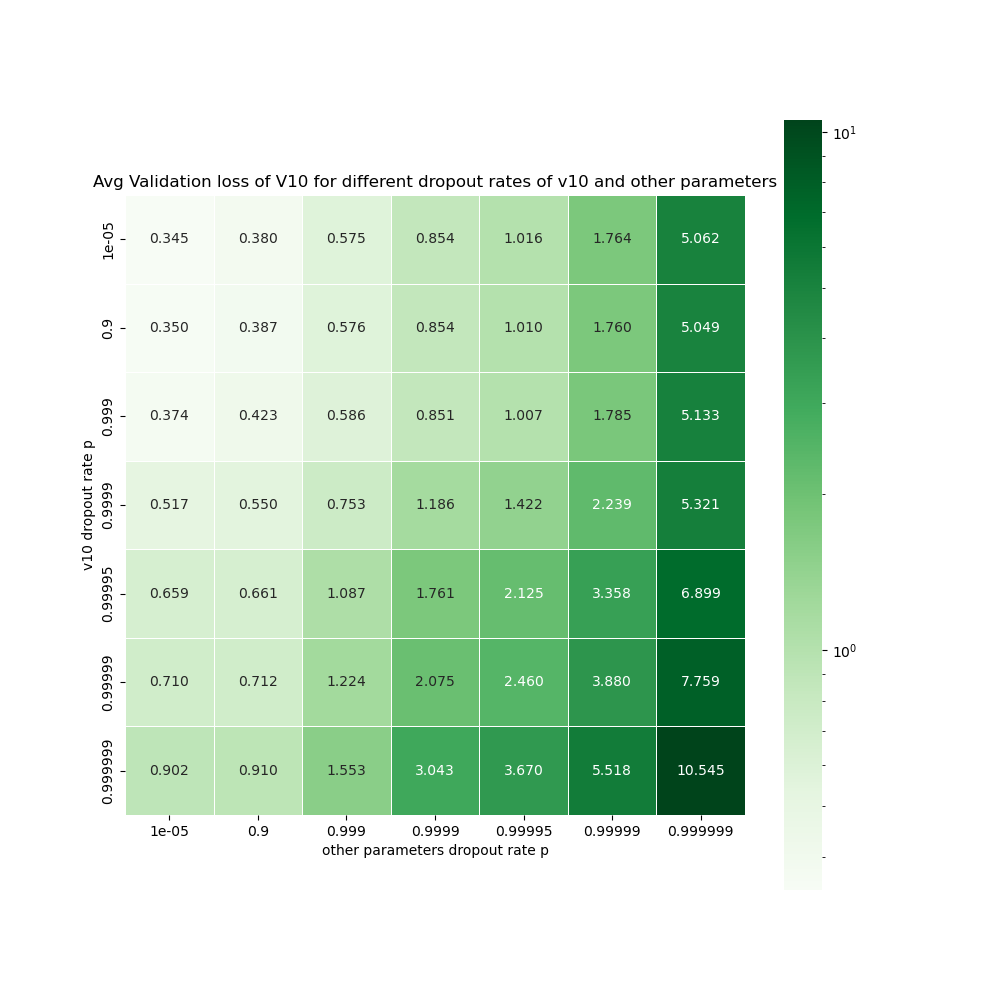 Avg Validation loss of V10 for different dropout rates of v10 and other parameters
10¹
1e-05 0.345 0.380 0.575 0.854 1.016 1.764 5.062
0.9 0.350 0.387 0.576 0.854 1.010 1.760 5.049
0.999 0.374 0.423 0.586 0.851 1.007 1.785 5.133
v10 dropout rate p
0.9999 0.517 0.550 0.753 1.186 1.422 2.239 5.321
0.99995 0.659 0.661 1.087 1.761 2.125 3.358 6.899
10⁰
0.99999 0.710 0.712 1.224 2.075 2.460 3.880 7.759
0.999999 0.902 0.910 1.553 3.043 3.670 5.518 10.545
1e-05 0.9 0.999 0.9999 0.99995 0.99999 0.999999
other parameters dropout rate p